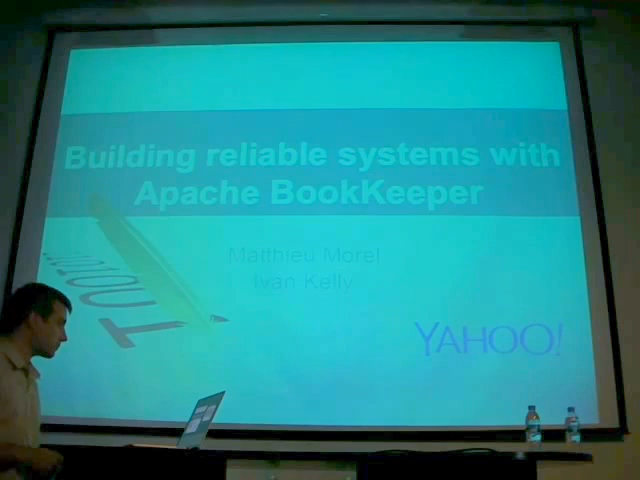 Building reliable systems with
Apache BookKeeper
Matthieu Morel
Ivan Kelly
YAHOO!